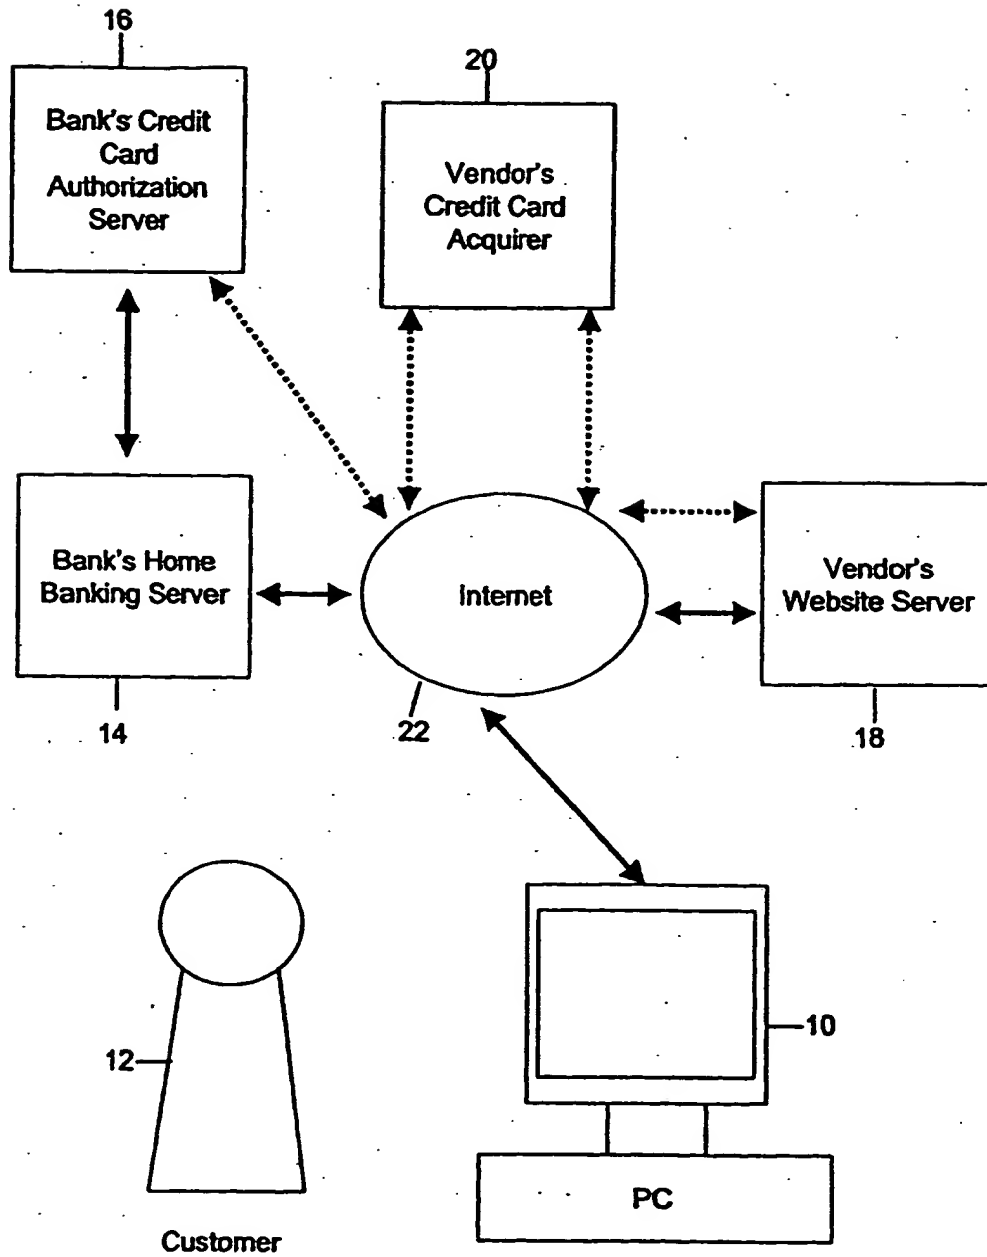 16
Bank's Credit
Card
Authorization
Server
20
Vendor's
Credit Card
Acquirer
Bank's Home
Banking Server
14
Internet
22
Vendor's
Website Server
18
12
Customer
10
PC